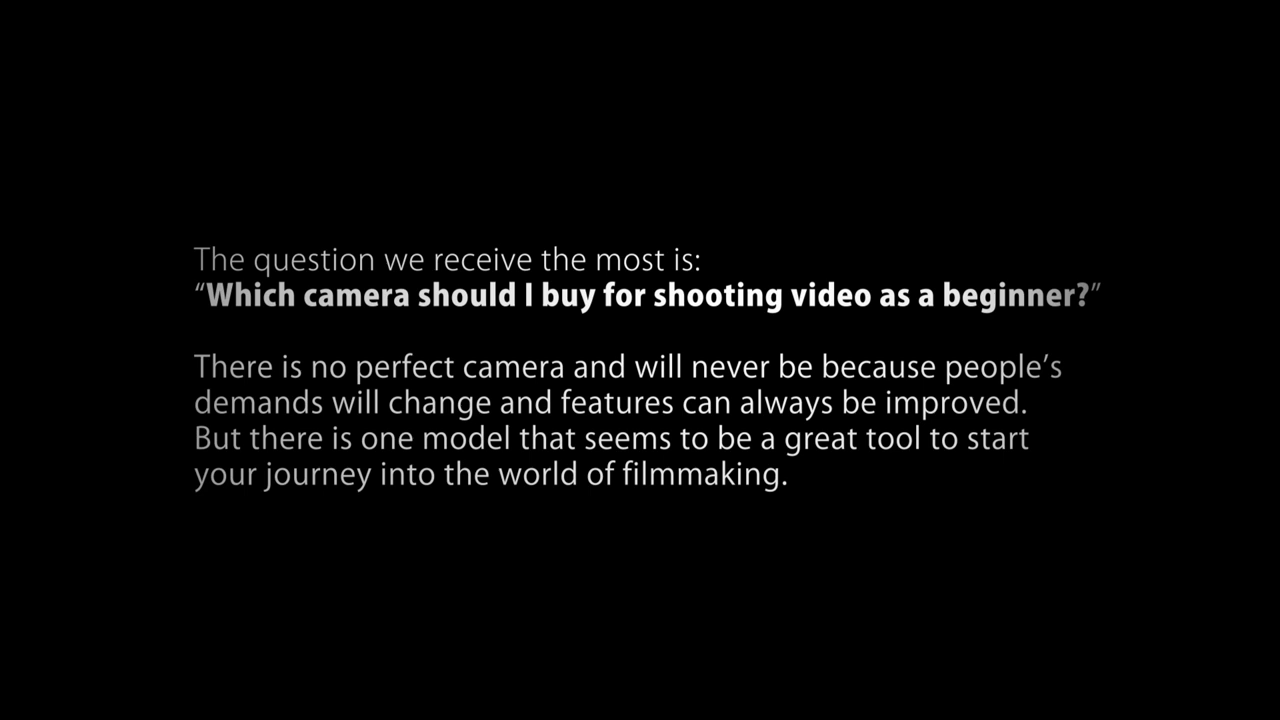 The question we receive the most is:
“Which camera should I buy for shooting video as a beginner?”
There is no perfect camera and will never be because people’s
demands will change and features can always be improved.
But there is one model that seems to be a great tool to start
your journey into the world of filmmaking.